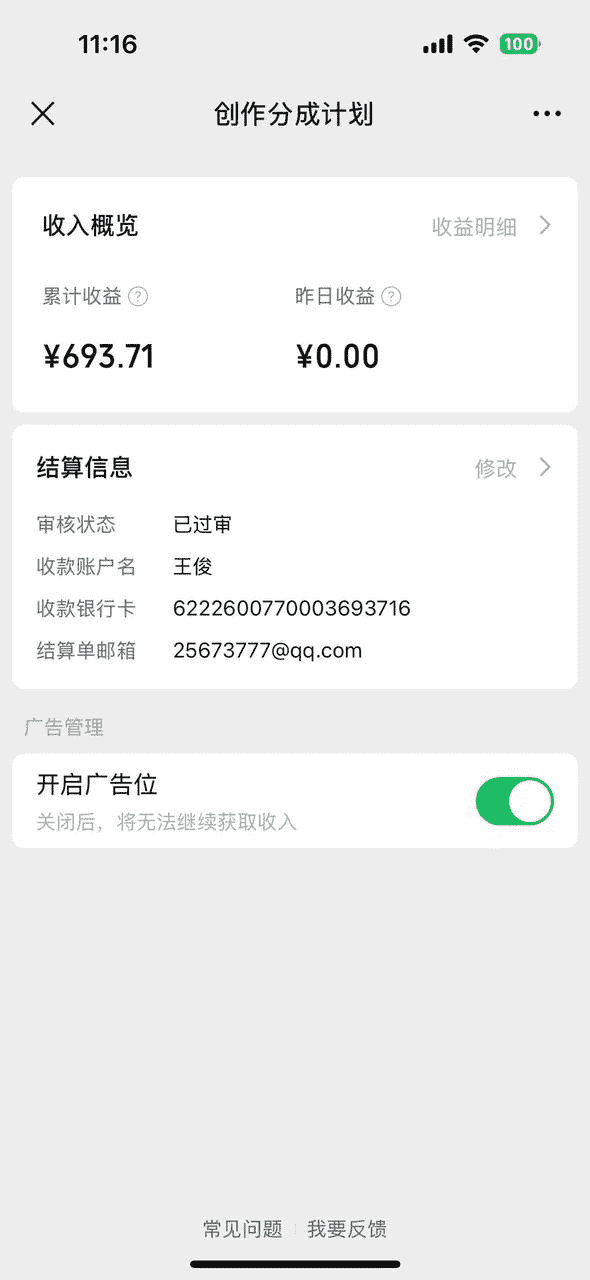 11:16
100
创作分成计划
收入概览 收益明细
累计收益 ? 昨日收益 ?
¥693.71 ¥0.00
结算信息 修改
审核状态 已过审
收款账户名 王俊
收款银行卡 6222600770003693716
结算单邮箱 25673777@qq.com
广告管理
开启广告位
关闭后，将无法继续获取收入
常见问题 我要反馈